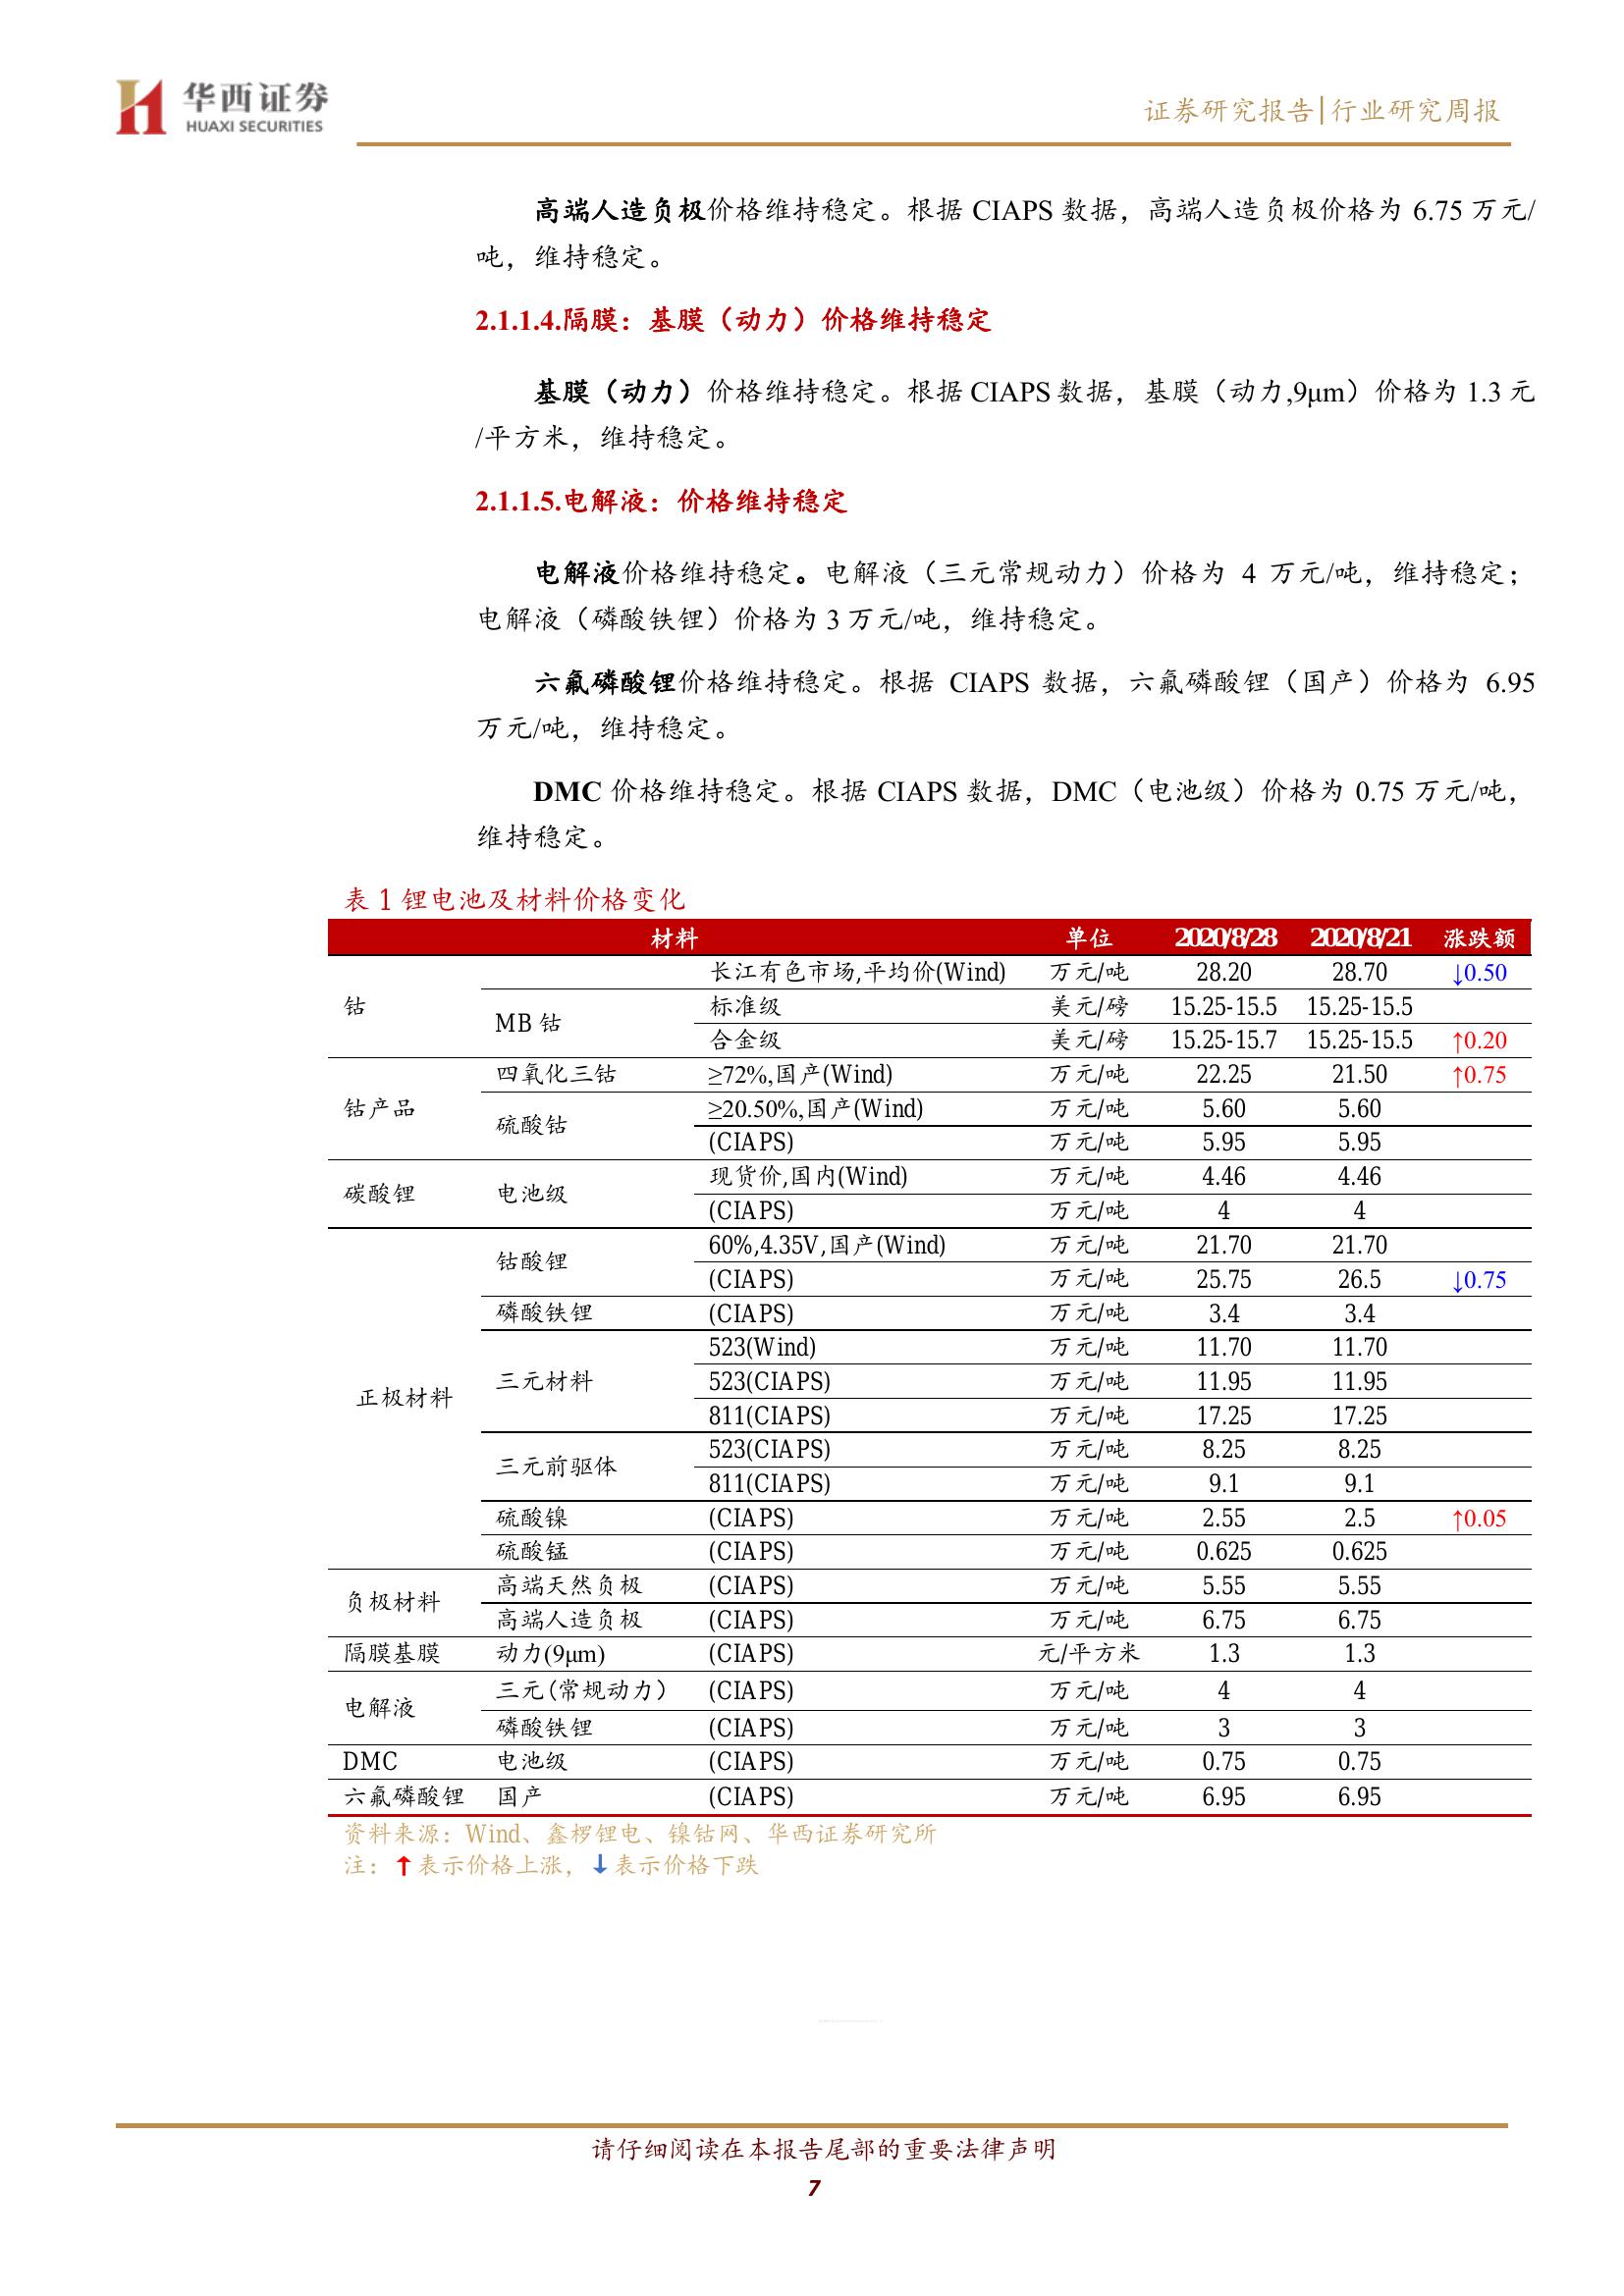 华西证券
HUAXI SECURITIES
证券研究报告|行业研究周报
高端人造负极价格维持稳定。根据 CIAPS 数据，高端人造负极价格为 6.75 万元/
吨，维持稳定。
2.1.1.4.隔膜：基膜（动力）价格维持稳定
基膜（动力）价格维持稳定。根据 CIAPS 数据，基膜（动力,9μm）价格为 1.3 元
/平方米，维持稳定。
2.1.1.5.电解液：价格维持稳定
电解液价格维持稳定。电解液（三元常规动力）价格为 4 万元/吨，维持稳定；
电解液（磷酸铁锂）价格为 3 万元/吨，维持稳定。
六氟磷酸锂价格维持稳定。根据 CIAPS 数据，六氟磷酸锂（国产）价格为 6.95
万元/吨，维持稳定。
DMC 价格维持稳定。根据 CIAPS 数据，DMC（电池级）价格为 0.75 万元/吨，
维持稳定。
表 1 锂电池及材料价格变化
材料 单位 2020/8/28 2020/8/21 涨跌额
钴 长江有色市场,平均价(Wind) 万元/吨 28.20 28.70 ↓0.50
MB 钴 标准级 美元/磅 15.25-15.5 15.25-15.5
合金级 美元/磅 15.25-15.7 15.25-15.5 ↑0.20
钴产品 四氧化三钴 ≥72%,国产(Wind) 万元/吨 22.25 21.50 ↑0.75
硫酸钴 ≥20.50%,国产(Wind) 万元/吨 5.60 5.60
(CIAPS) 万元/吨 5.95 5.95
碳酸锂 电池级 现货价,国内(Wind) 万元/吨 4.46 4.46
(CIAPS) 万元/吨 4 4
正极材料 钴酸锂 60%,4.35V,国产(Wind) 万元/吨 21.70 21.70
(CIAPS) 万元/吨 25.75 26.5 ↓0.75
磷酸铁锂 (CIAPS) 万元/吨 3.4 3.4
三元材料 523(Wind) 万元/吨 11.70 11.70
523(CIAPS) 万元/吨 11.95 11.95
811(CIAPS) 万元/吨 17.25 17.25
三元前驱体 523(CIAPS) 万元/吨 8.25 8.25
811(CIAPS) 万元/吨 9.1 9.1
硫酸镍 (CIAPS) 万元/吨 2.55 2.5 ↑0.05
硫酸锰 (CIAPS) 万元/吨 0.625 0.625
负极材料 高端天然负极 (CIAPS) 万元/吨 5.55 5.55
高端人造负极 (CIAPS) 万元/吨 6.75 6.75
隔膜基膜 动力(9μm) (CIAPS) 元/平方米 1.3 1.3
电解液 三元(常规动力） (CIAPS) 万元/吨 4 4
磷酸铁锂 (CIAPS) 万元/吨 3 3
DMC 电池级 (CIAPS) 万元/吨 0.75 0.75
六氟磷酸锂 国产 (CIAPS) 万元/吨 6.95 6.95
资料来源：Wind、鑫椤锂电、镍钴网、华西证券研究所
注：↑表示价格上涨，↓表示价格下跌
请仔细阅读在本报告尾部的重要法律声明
7